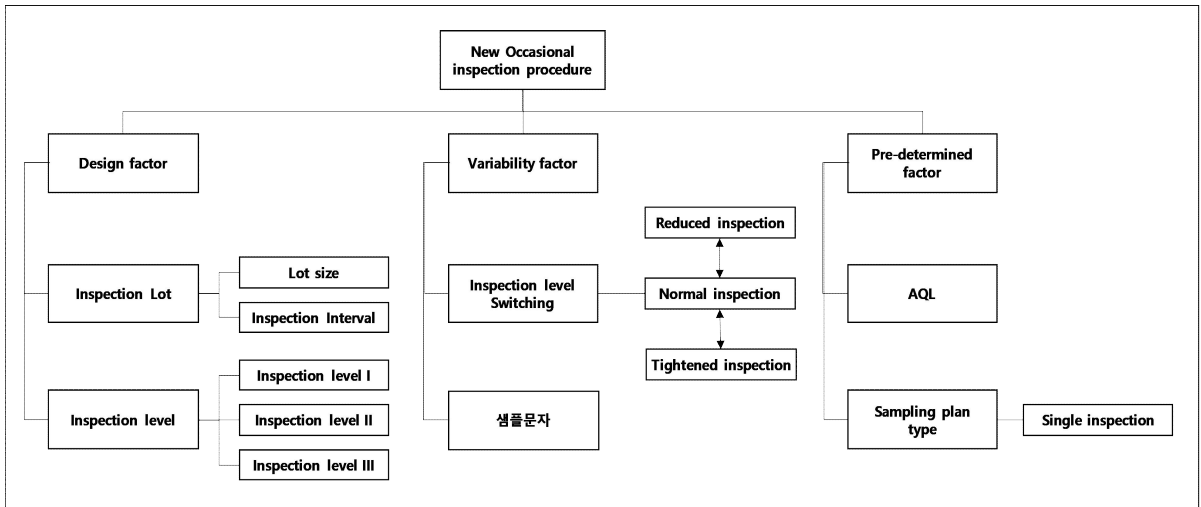 New Occasional
inspection procedure
Design factor
Variability factor
Pre-determined
factor
Reduced inspection
Lot size
Inspection Lot
Inspection level
Switching
Normal inspection
AQL
Inspection Interval
Tightened inspection
Inspection level I
Inspection level
Inspection level II
샘플문자
Sampling plan
type
Single inspection
Inspection level III